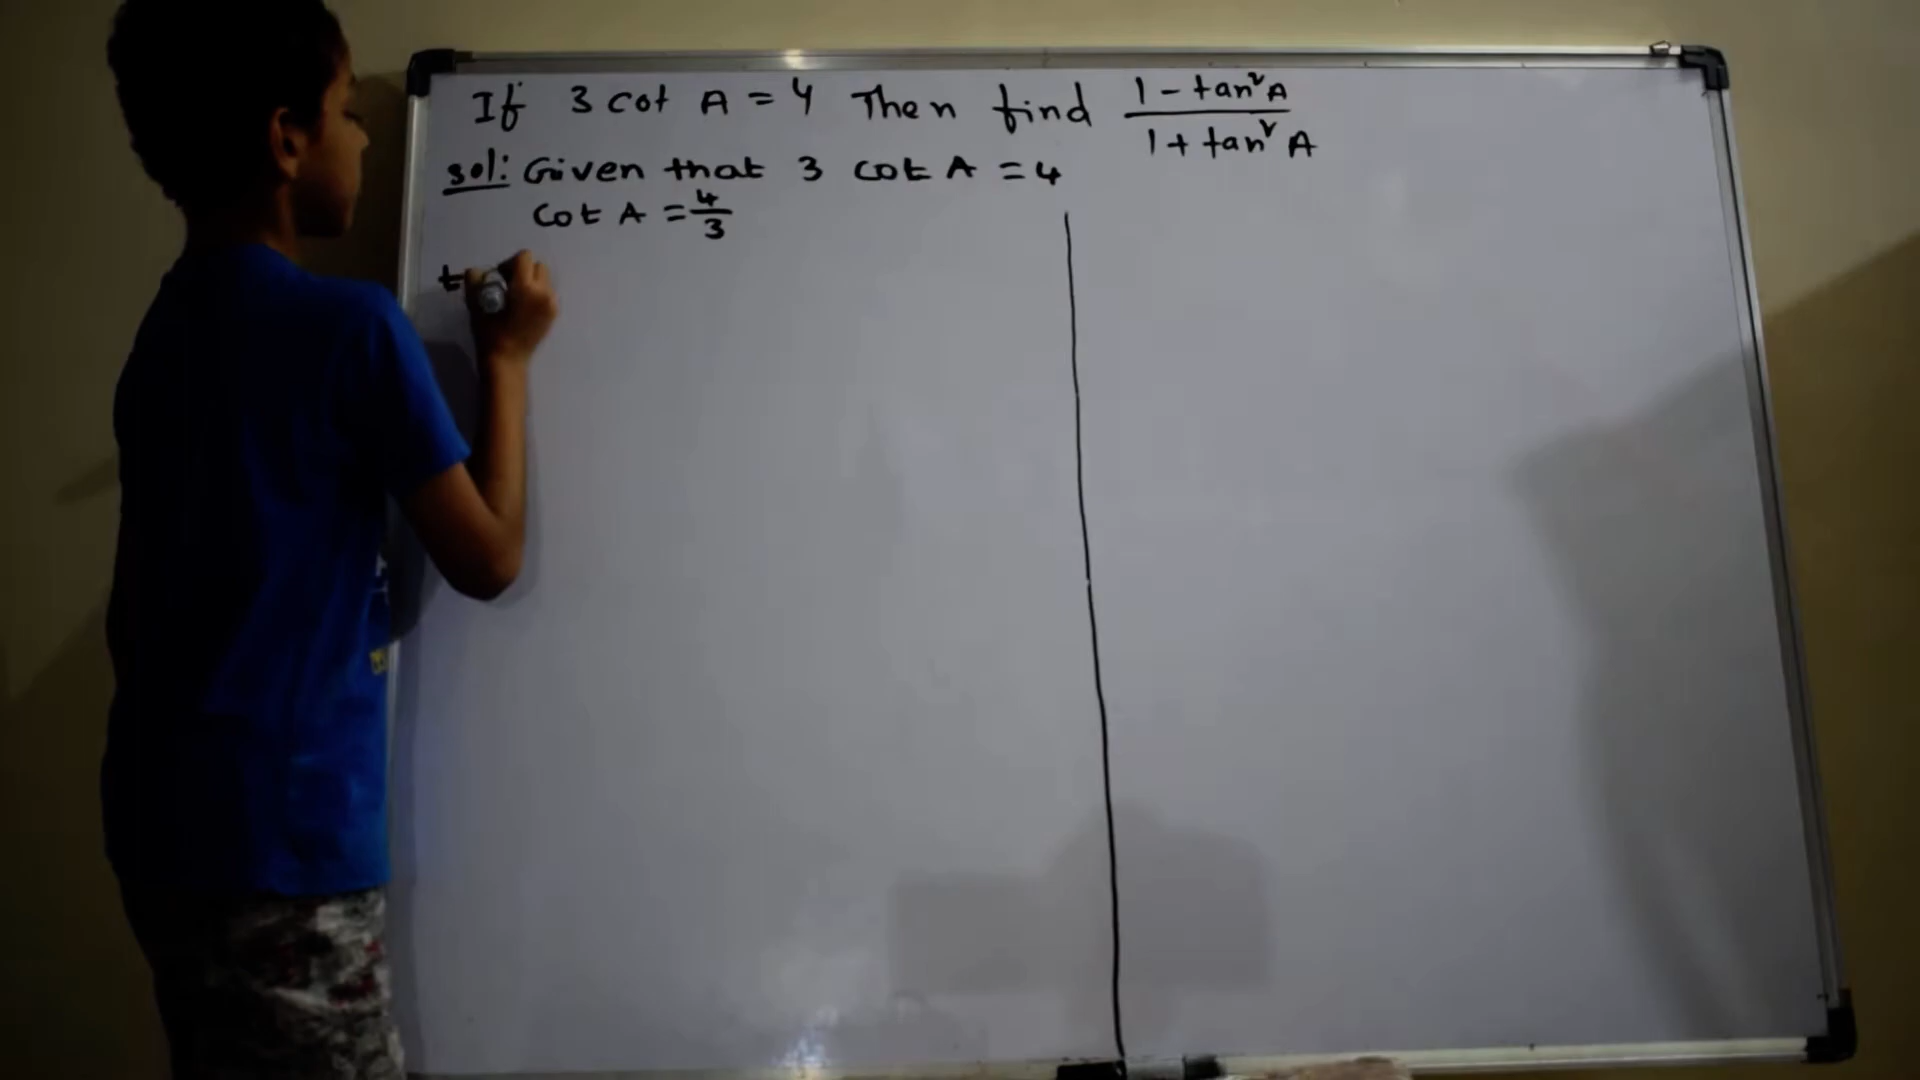 If 3 cot A = 4 Then find (1 - tan²A)/(1 + tan²A)
sol: Given that 3 cot A = 4
cot A = 4/3
t